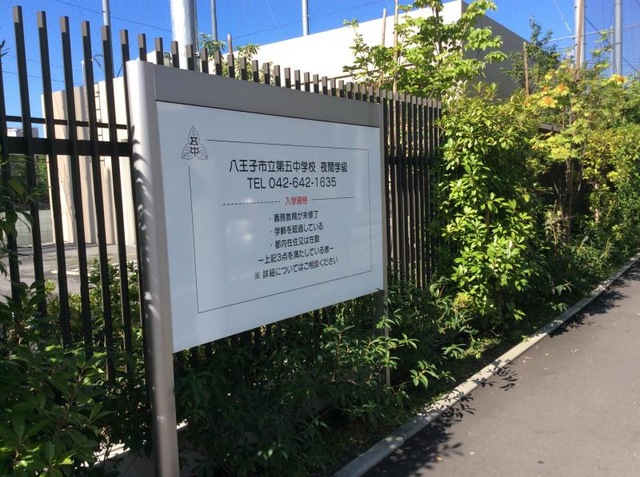 五中
八王子市立第五中学校 夜間学級
TEL 042-642-1635
入学資格
・義務教育が未修了
・学齢を超過している
・都内在住又は在勤
ー上記3点を満たしている者ー
※ 詳細についてはご相談ください